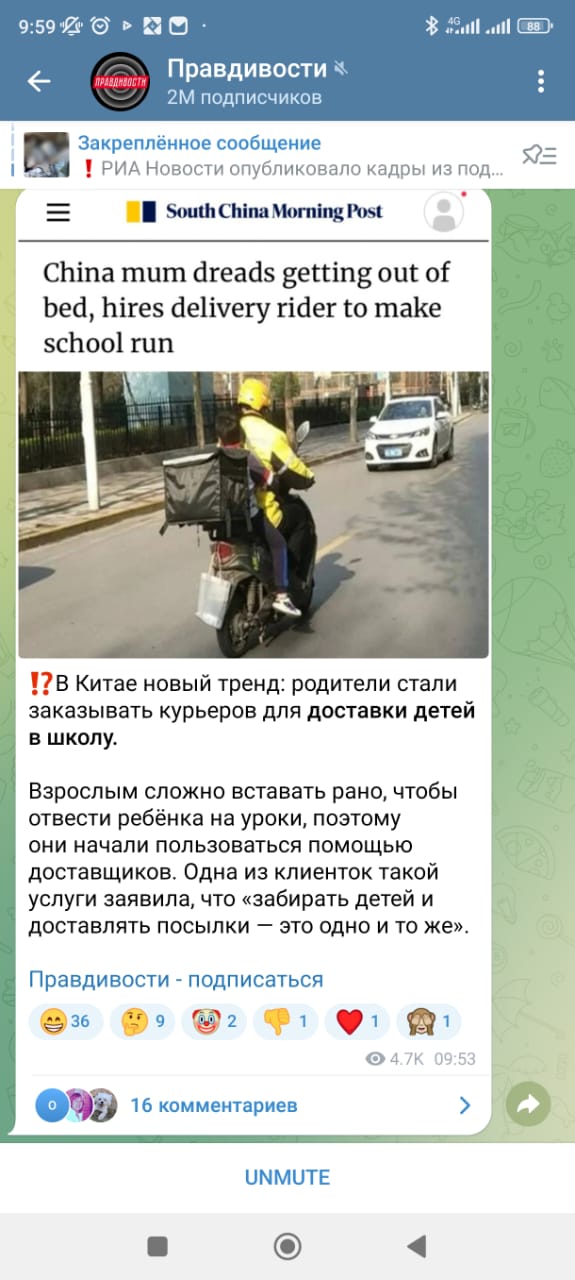 9:59
4G
88
ПРАВДИВОСТИ
Правдивости
2M подписчиков
Закреплённое сообщение
❗ РИА Новости опубликовало кадры из под...
South China Morning Post
China mum dreads getting out of
bed, hires delivery rider to make
school run
⁉️В Китае новый тренд: родители стали
заказывать курьеров для доставки детей
в школу.
Взрослым сложно вставать рано, чтобы
отвести ребёнка на уроки, поэтому
они начали пользоваться помощью
доставщиков. Одна из клиенток такой
услуги заявила, что «забирать детей и
доставлять посылки — это одно и то же».
Правдивости - подписаться
😁 36 🤔 9 🤡 2 👎 1 ❤️ 1 🙈 1
4.7K 09:53
О
16 комментариев
UNMUTE